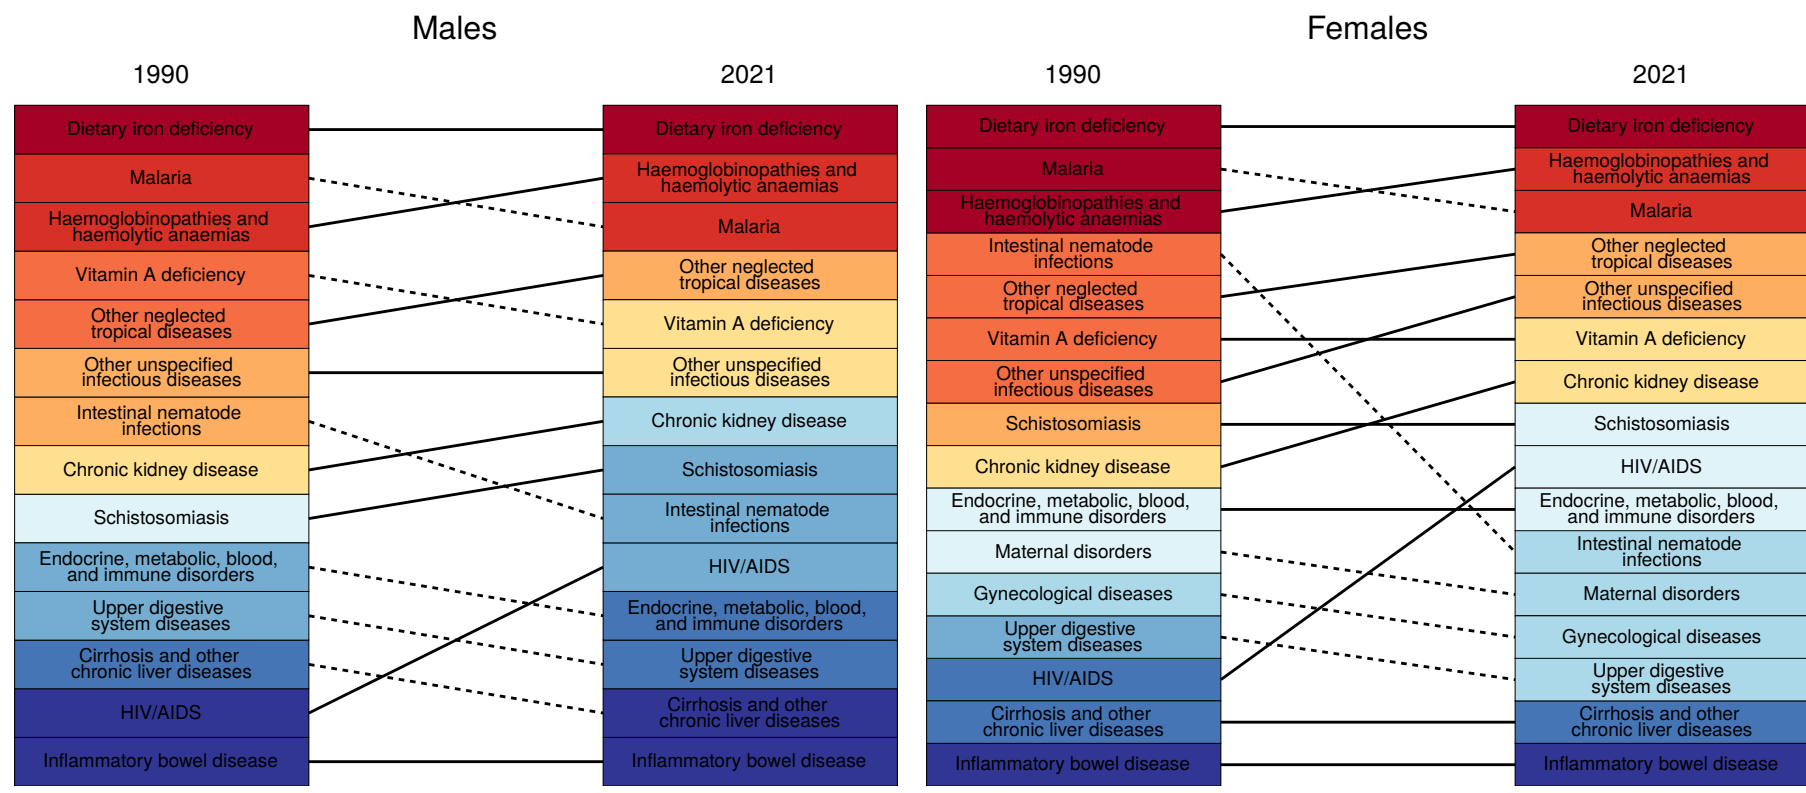 Males
1990
2021
Dietary iron deficiency
Malaria
Haemoglobinopathies and
haemolytic anaemias
Vitamin A deficiency
Other neglected
tropical diseases
Other unspecified
infectious diseases
Intestinal nematode
infections
Chronic kidney disease
Schistosomiasis
Endocrine, metabolic, blood,
and immune disorders
Upper digestive
system diseases
Cirrhosis and other
chronic liver diseases
HIV/AIDS
Inflammatory bowel disease
Dietary iron deficiency
Haemoglobinopathies and
haemolytic anaemias
Malaria
Other neglected
tropical diseases
Vitamin A deficiency
Other unspecified
infectious diseases
Chronic kidney disease
Schistosomiasis
Intestinal nematode
infections
HIV/AIDS
Endocrine, metabolic, blood,
and immune disorders
Upper digestive
system diseases
Cirrhosis and other
chronic liver diseases
Inflammatory bowel disease
Females
1990
2021
Dietary iron deficiency
Malaria
Haemoglobinopathies and
haemolytic anaemias
Intestinal nematode
infections
Other neglected
tropical diseases
Vitamin A deficiency
Other unspecified
infectious diseases
Schistosomiasis
Chronic kidney disease
Endocrine, metabolic, blood,
and immune disorders
Maternal disorders
Gynecological diseases
Upper digestive
system diseases
HIV/AIDS
Cirrhosis and other
chronic liver diseases
Inflammatory bowel disease
Dietary iron deficiency
Haemoglobinopathies and
haemolytic anaemias
Malaria
Other neglected
tropical diseases
Other unspecified
infectious diseases
Vitamin A deficiency
Chronic kidney disease
Schistosomiasis
HIV/AIDS
Endocrine, metabolic, blood,
and immune disorders
Intestinal nematode
infections
Maternal disorders
Gynecological diseases
Upper digestive
system diseases
Cirrhosis and other
chronic liver diseases
Inflammatory bowel disease